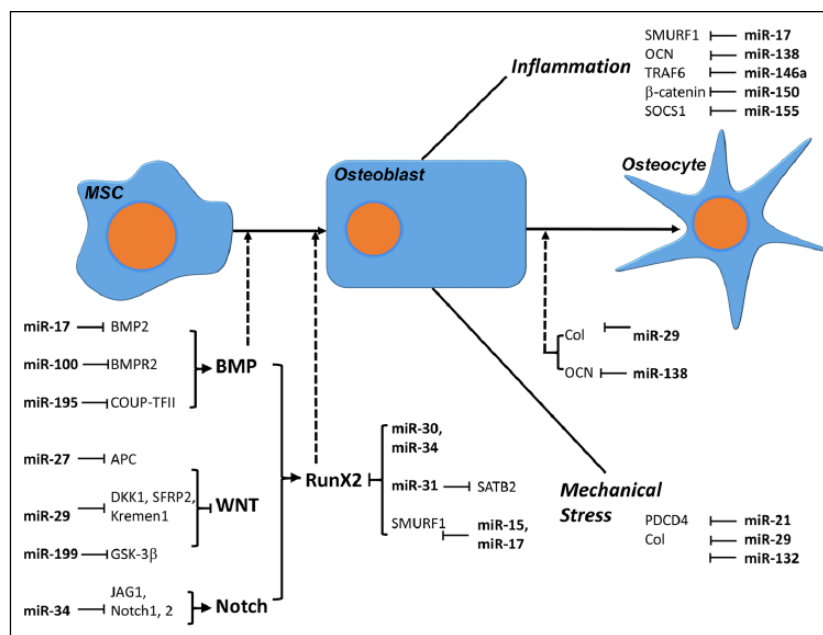 SMURF1 miR-17
OCN miR-138
Inflammation TRAF6 miR-146a
β-catenin miR-150
SOCS1 miR-155
MSC
Osteoblast
Osteocyte
miR-17 BMP2
miR-100 BMPR2 BMP
miR-195 COUP-TFII
Col miR-29
OCN miR-138
miR-27 APC
miR-29 DKK1, SFRP2,
Kremen1
WNT
miR-199 GSK-3β
miR-34 JAG1,
Notch1, 2
Notch
RunX2
miR-30,
miR-34
miR-31 SATB2
SMURF1 miR-15,
miR-17
Mechanical
Stress
PDCD4 miR-21
Col miR-29
miR-132